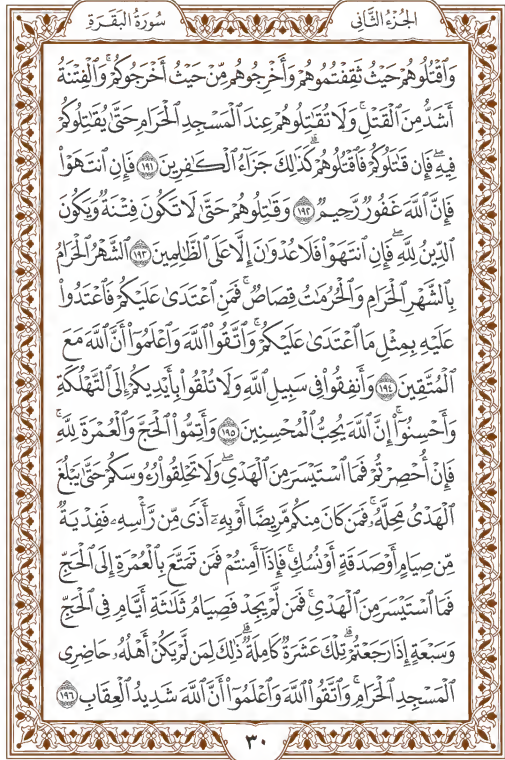 الجُزْءُ الثَّانِي
سُورَةُ البَقَرَةِ
وَٱقْتُلُوهُمْ حَيْثُ ثَقِفْتُمُوهُمْ وَأَخْرِجُوهُم مِّنْ حَيْثُ أَخْرَجُوكُمْ ۚ وَٱلْفِتْنَةُ
أَشَدُّ مِنَ ٱلْقَتْلِ ۚ وَلَا تُقَٰتِلُوهُمْ عِندَ ٱلْمَسْجِدِ ٱلْحَرَامِ حَتَّىٰ يُقَٰتِلُوكُمْ
فِيهِ ۖ فَإِن قَٰتَلُوكُمْ فَٱقْتُلُوهُمْ ۗ كَذَٰلِكَ جَزَآءُ ٱلْكَٰفِرِينَ ۝١٩١ فَإِنِ ٱنتَهَوْا۟
فَإِنَّ ٱللَّهَ غَفُورٌ رَّحِيمٌ ۝١٩٢ وَقَٰتِلُوهُمْ حَتَّىٰ لَا تَكُونَ فِتْنَةٌ وَيَكُونَ
ٱلدِّينُ لِلَّهِ ۖ فَإِنِ ٱنتَهَوْا۟ فَلَا عُدْوَٰنَ إِلَّا عَلَى ٱلظَّٰلِمِينَ ۝١٩٣ ٱلشَّهْرُ ٱلْحَرَامُ
بِٱلشَّهْرِ ٱلْحَرَامِ وَٱلْحُرُمَٰتُ قِصَاصٌ ۚ فَمَنِ ٱعْتَدَىٰ عَلَيْكُمْ فَٱعْتَدُوا۟
عَلَيْهِ بِمِثْلِ مَا ٱعْتَدَىٰ عَلَيْكُمْ ۚ وَٱتَّقُوا۟ ٱللَّهَ وَٱعْلَمُوٓا۟ أَنَّ ٱللَّهَ مَعَ
ٱلْمُتَّقِينَ ۝١٩٤ وَأَنفِقُوا۟ فِي سَبِيلِ ٱللَّهِ وَلَا تُلْقُوا۟ بِأَيْدِيكُمْ إِلَى ٱلتَّهْلُكَةِ
وَأَحْسِنُوٓا۟ ۛ إِنَّ ٱللَّهَ يُحِبُّ ٱلْمُحْسِنِينَ ۝١٩٥ وَأَتِمُّوا۟ ٱلْحَجَّ وَٱلْعُمْرَةَ لِلَّهِ ۚ
فَإِنْ أُحْصِرْتُمْ فَمَا ٱسْتَيْسَرَ مِنَ ٱلْهَدْىِ ۖ وَلَا تَحْلِقُوا۟ رُءُوسَكُمْ حَتَّىٰ يَبْلُغَ
ٱلْهَدْىُ مَحِلَّهُۥ ۚ فَمَن كَانَ مِنكُم مَّرِيضًا أَوْ بِهِۦٓ أَذًى مِّن رَّأْسِهِۦ فَفِدْيَةٌ
مِّن صِيَامٍ أَوْ صَدَقَةٍ أَوْ نُسُكٍ ۚ فَإِذَآ أَمِنتُمْ فَمَن تَمَتَّعَ بِٱلْعُمْرَةِ إِلَى ٱلْحَجِّ
فَمَا ٱسْتَيْسَرَ مِنَ ٱلْهَدْىِ ۚ فَمَن لَّمْ يَجِدْ فَصِيَامُ ثَلَٰثَةِ أَيَّامٍ فِي ٱلْحَجِّ
وَسَبْعَةٍ إِذَا رَجَعْتُمْ ۗ تِلْكَ عَشَرَةٌ كَامِلَةٌ ۗ ذَٰلِكَ لِمَن لَّمْ يَكُنْ أَهْلُهُۥ حَاضِرِى
ٱلْمَسْجِدِ ٱلْحَرَامِ ۚ وَٱتَّقُوا۟ ٱللَّهَ وَٱعْلَمُوٓا۟ أَنَّ ٱللَّهَ شَدِيدُ ٱلْعِقَابِ ۝١٩٦
٣٠